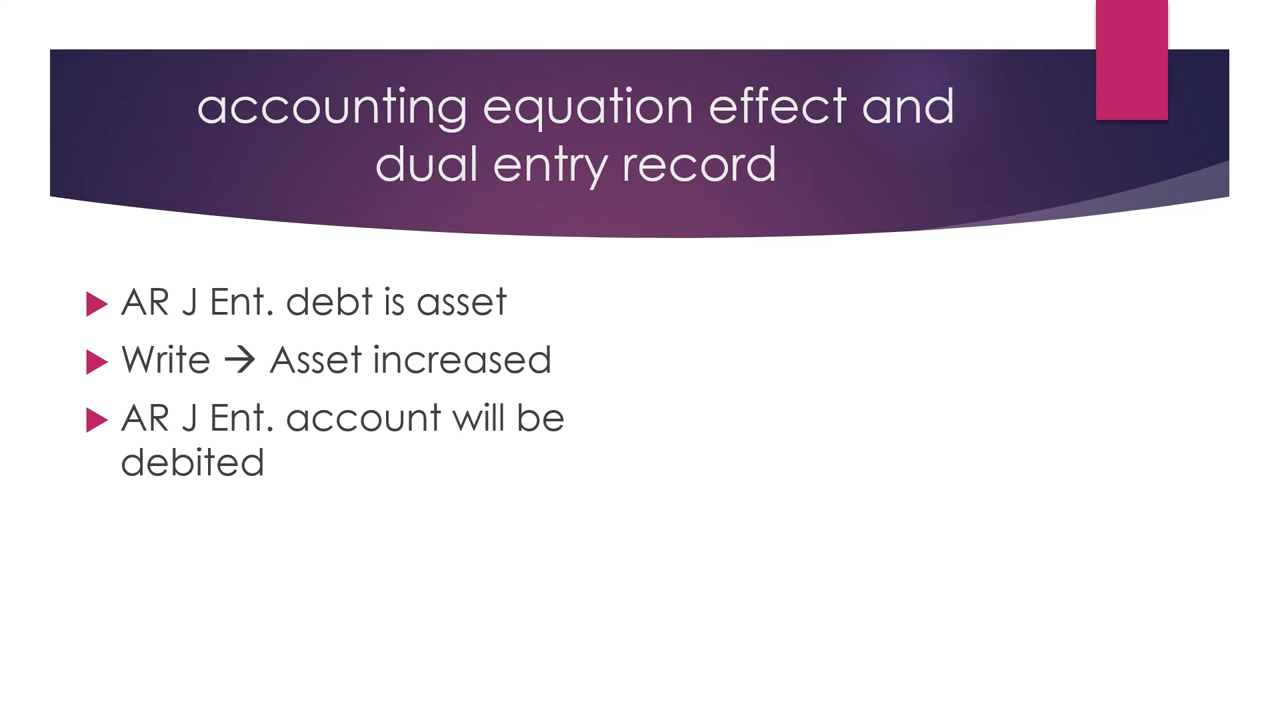 accounting equation effect and
dual entry record
AR J Ent. debt is asset
Write → Asset increased
AR J Ent. account will be
debited